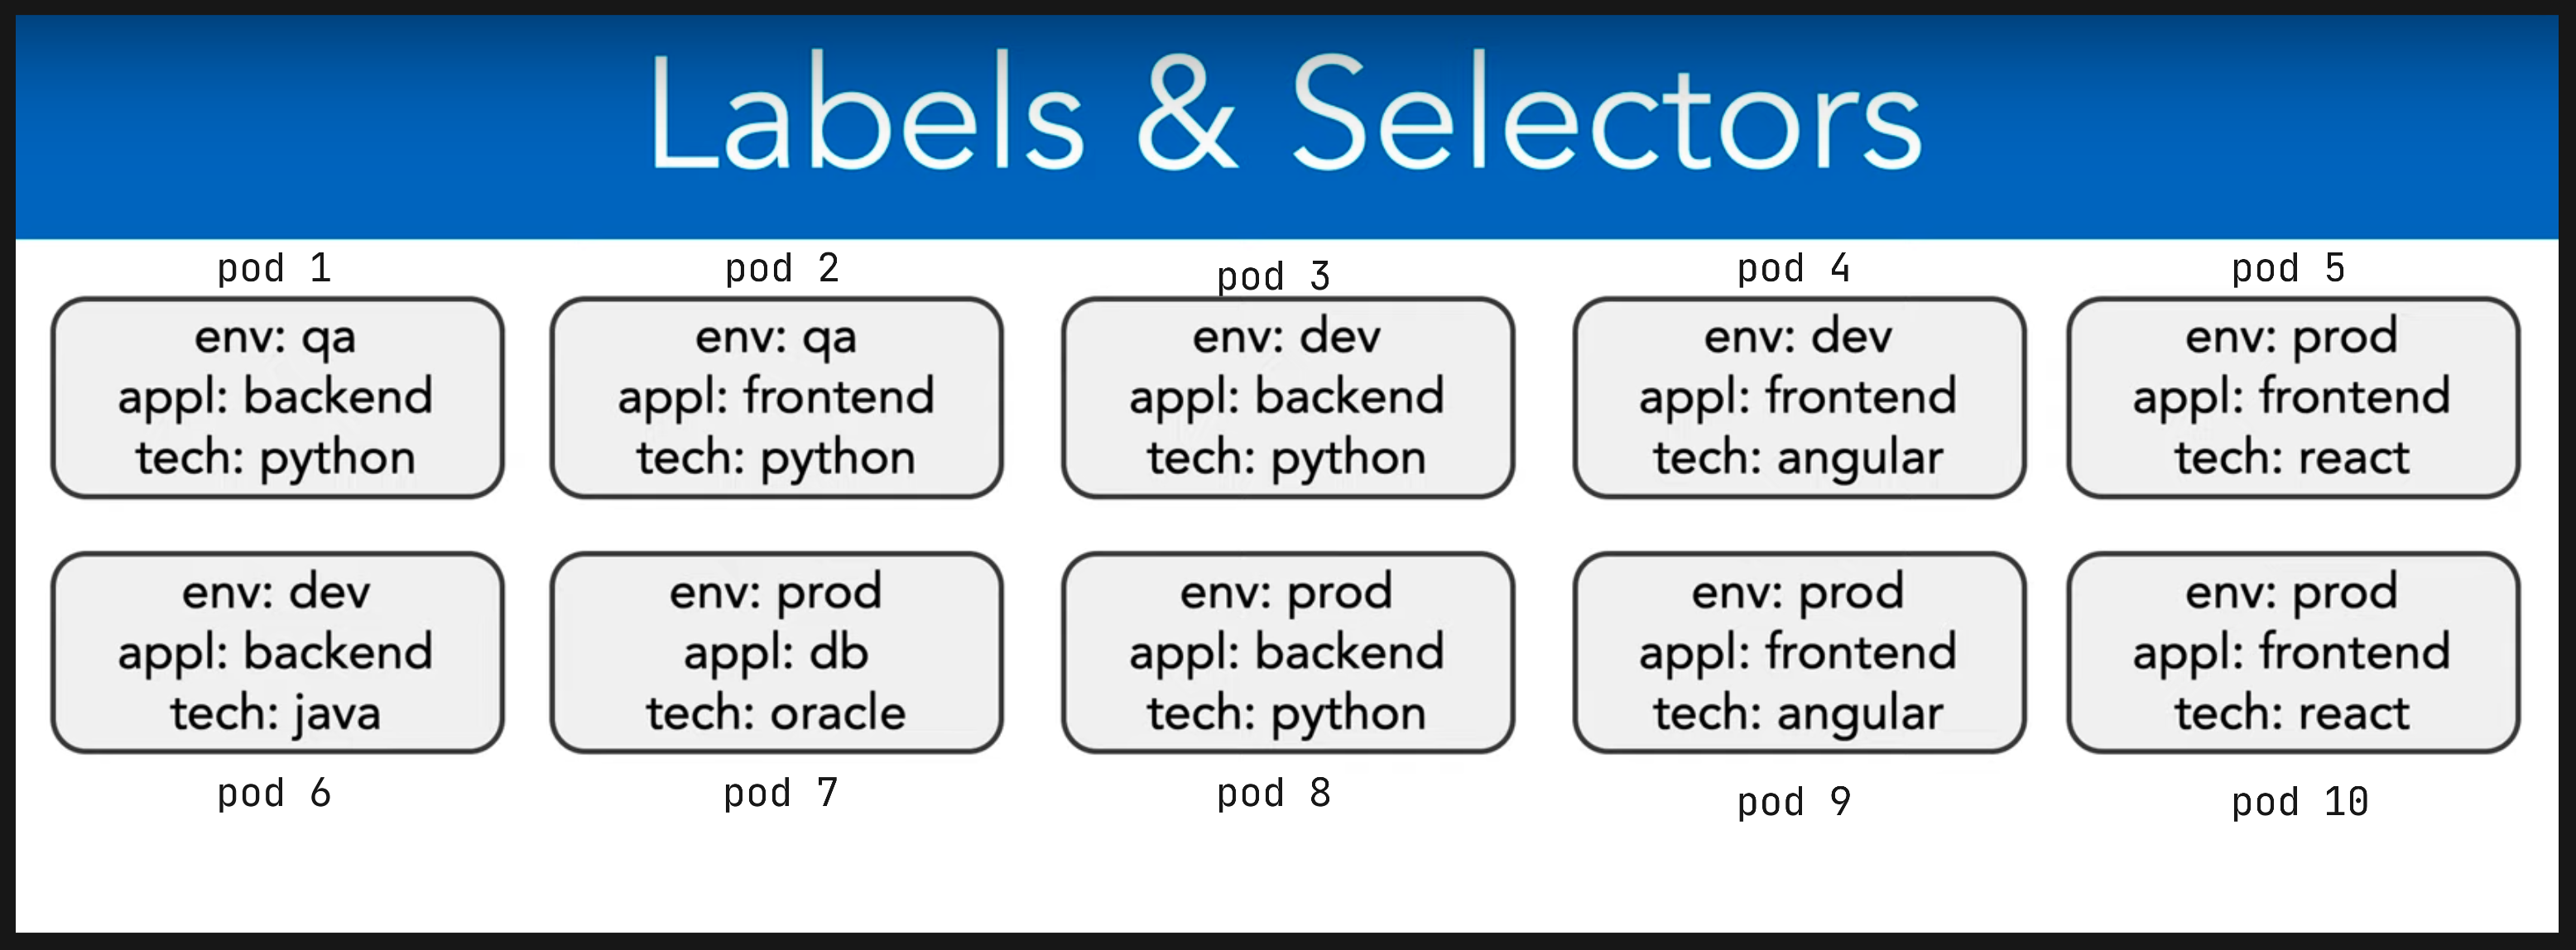 Labels & Selectors
pod 1
env: qa
appl: backend
tech: python
pod 2
env: qa
appl: frontend
tech: python
pod 3
env: dev
appl: backend
tech: python
pod 4
env: dev
appl: frontend
tech: angular
pod 5
env: prod
appl: frontend
tech: react
env: dev
appl: backend
tech: java
pod 6
env: prod
appl: db
tech: oracle
pod 7
env: prod
appl: backend
tech: python
pod 8
env: prod
appl: frontend
tech: angular
pod 9
env: prod
appl: frontend
tech: react
pod 10